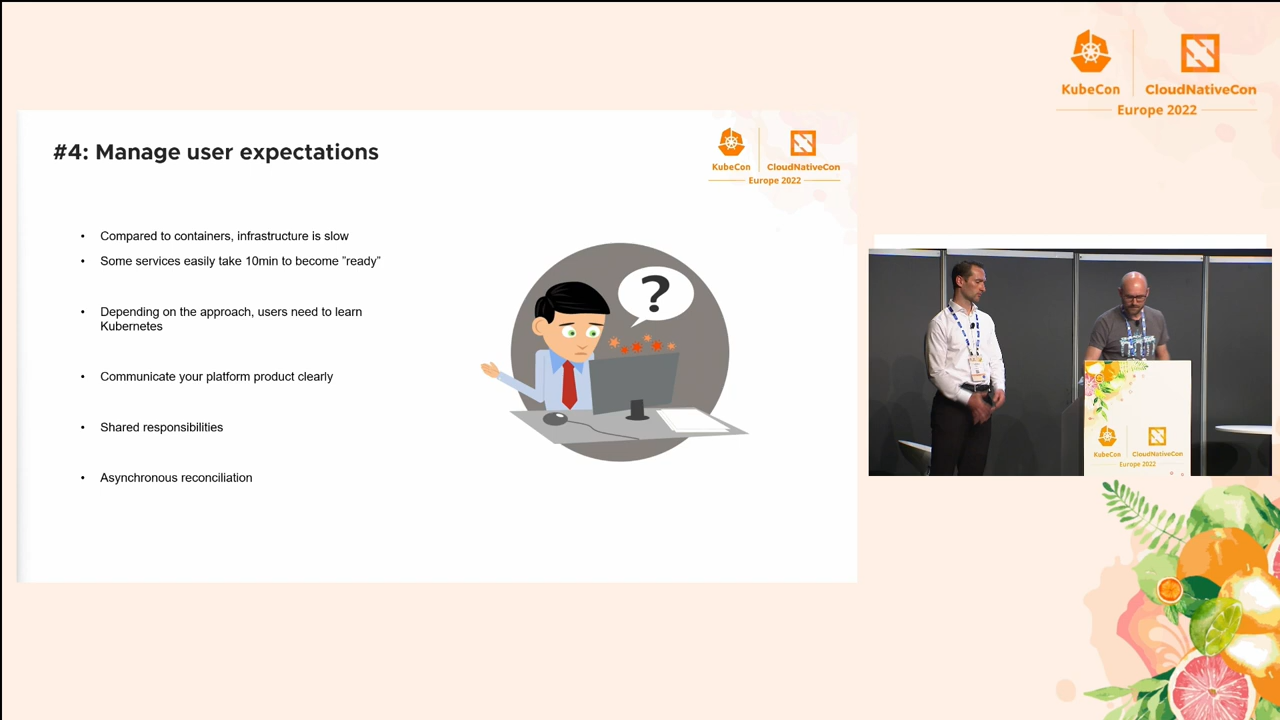 KubeCon
CloudNativeCon
Europe 2022
#4: Manage user expectations
KubeCon
CloudNativeCon
Europe 2022
• Compared to containers, infrastructure is slow
• Some services easily take 10min to become ”ready”
• Depending on the approach, users need to learn
Kubernetes
• Communicate your platform product clearly
• Shared responsibilities
• Asynchronous reconciliation
?
KubeCon
CloudNativeCon
Europe 2022